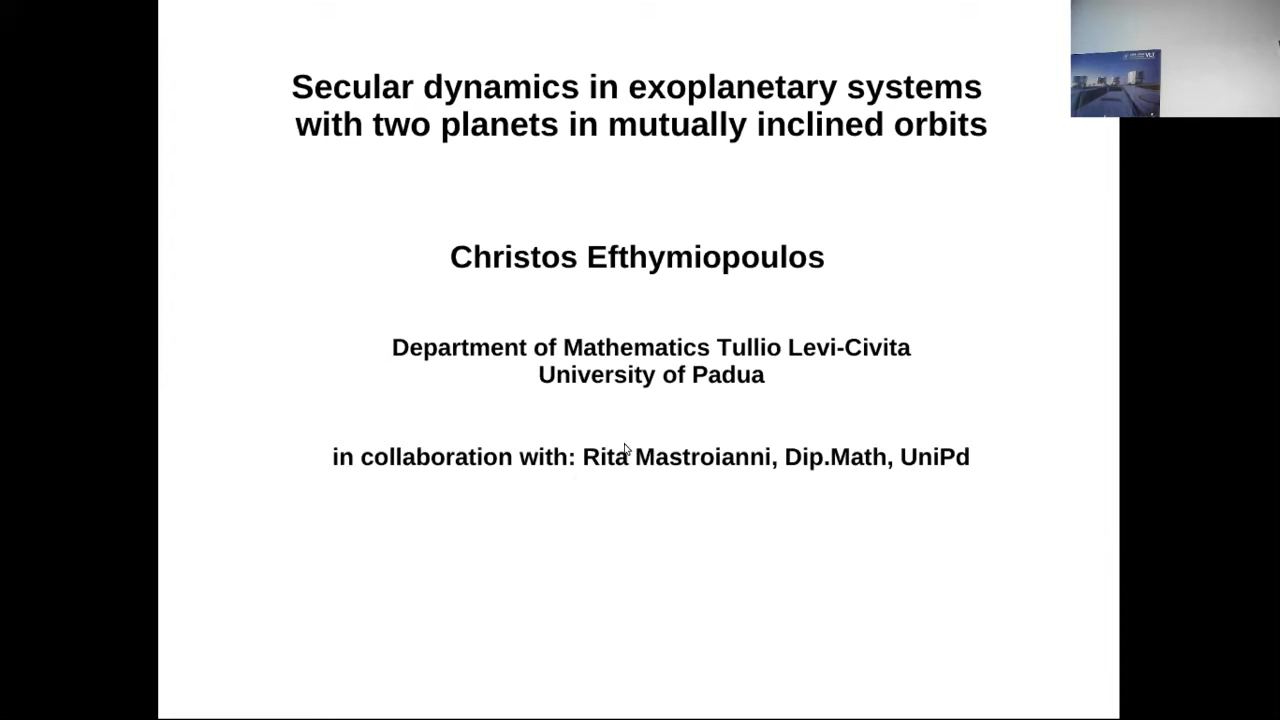 Secular dynamics in exoplanetary systems
with two planets in mutually inclined orbits
Christos Efthymiopoulos
Department of Mathematics Tullio Levi-Civita
University of Padua
in collaboration with: Rita Mastroianni, Dip.Math, UniPd